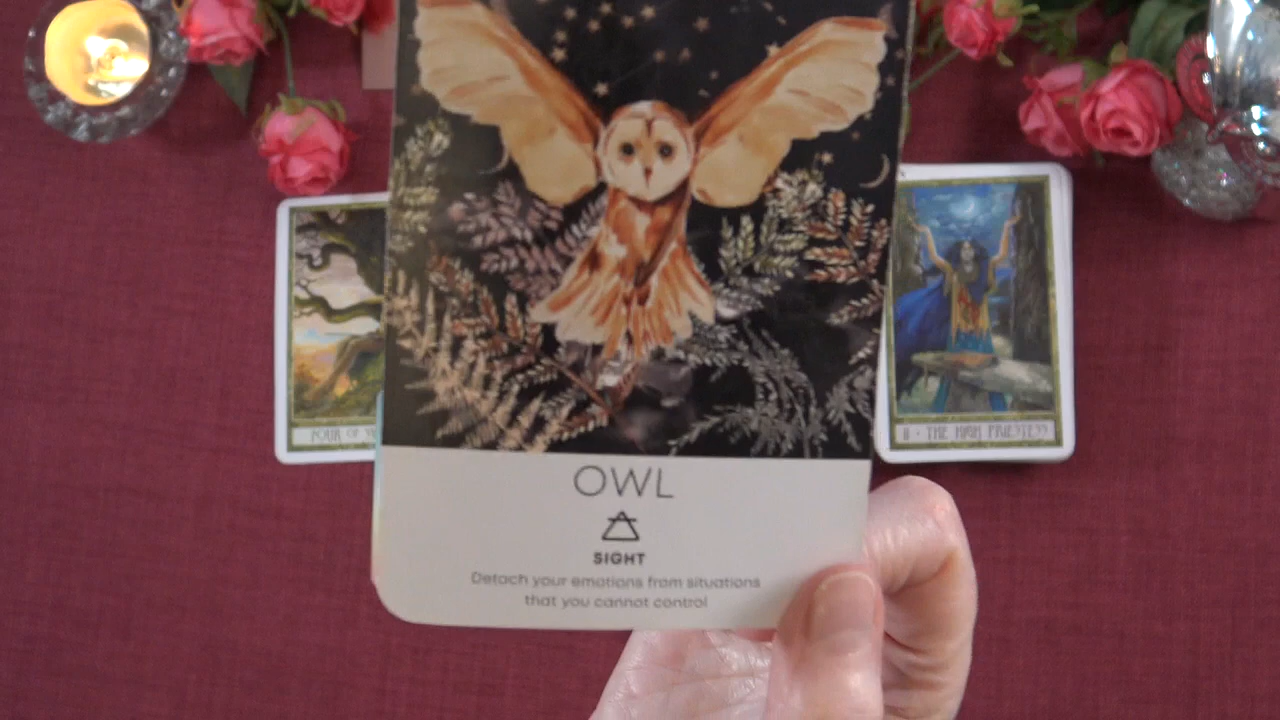 OWL
SIGHT
Detach your emotions from situations
that you cannot control
FOUR OF
II · THE HIGH PRIESTESS